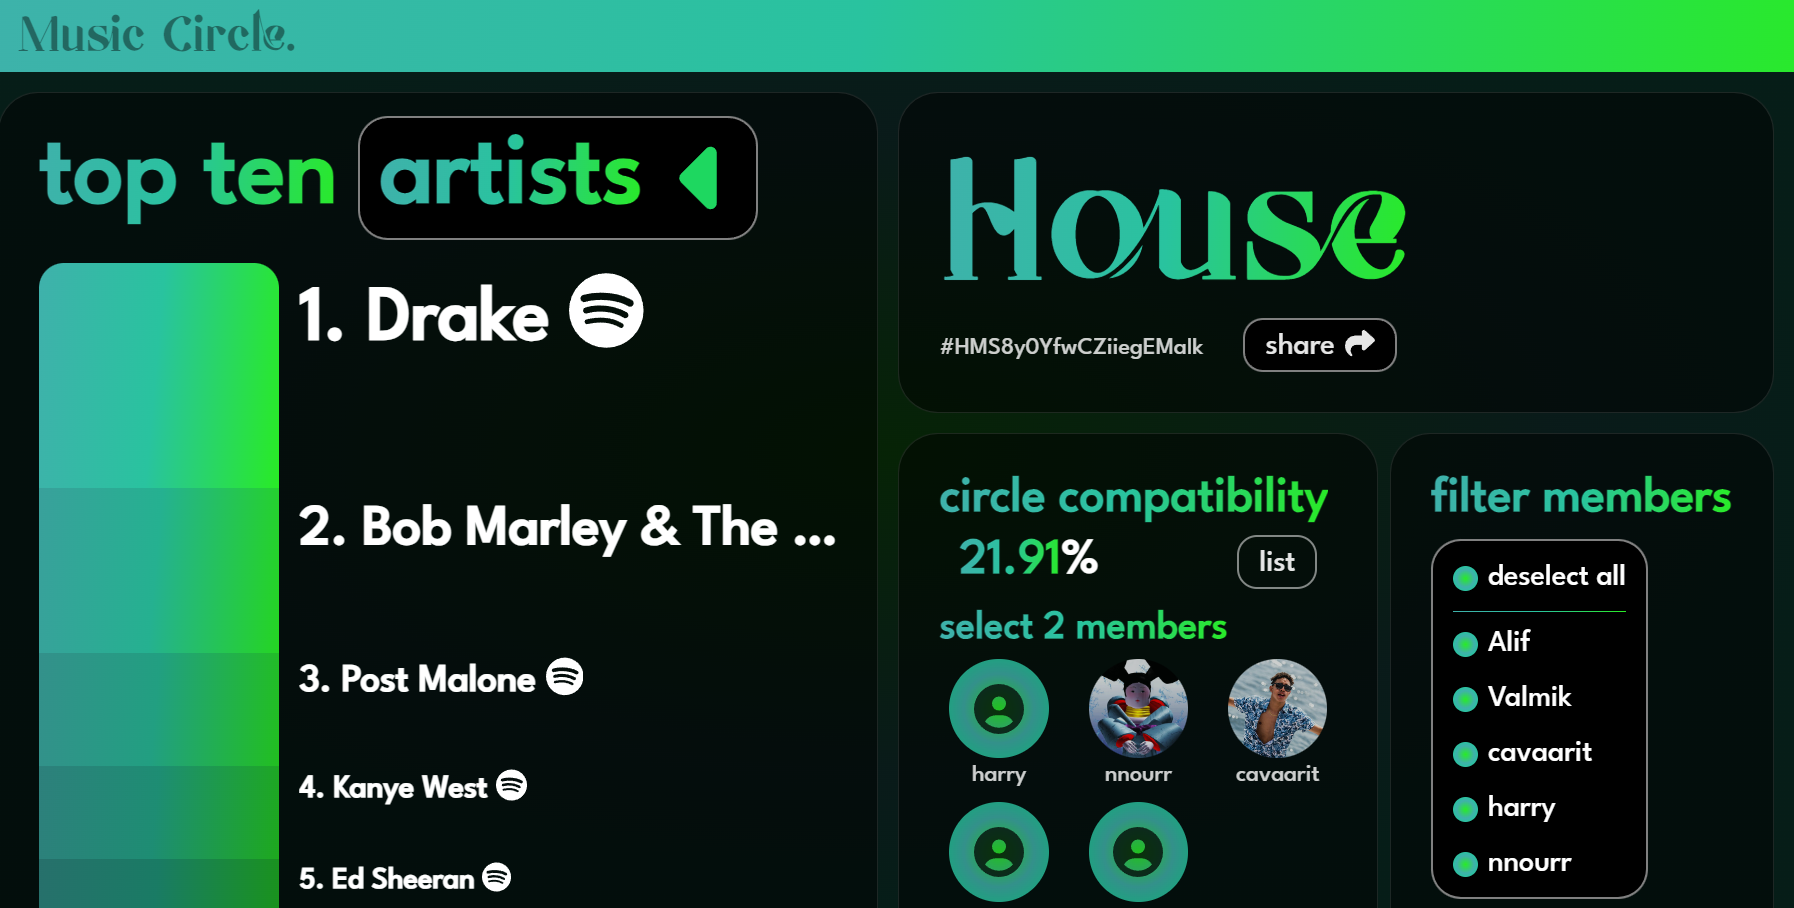 Music Circle.
top ten artists
1. Drake
2. Bob Marley & The ...
3. Post Malone
4. Kanye West
5. Ed Sheeran
House
#HMS8y0YfwCZiiegEMalk
share
circle compatibility
21.91%
list
select 2 members
harry
nnourr
cavaarit
filter members
deselect all
Alif
Valmik
cavaarit
harry
nnourr